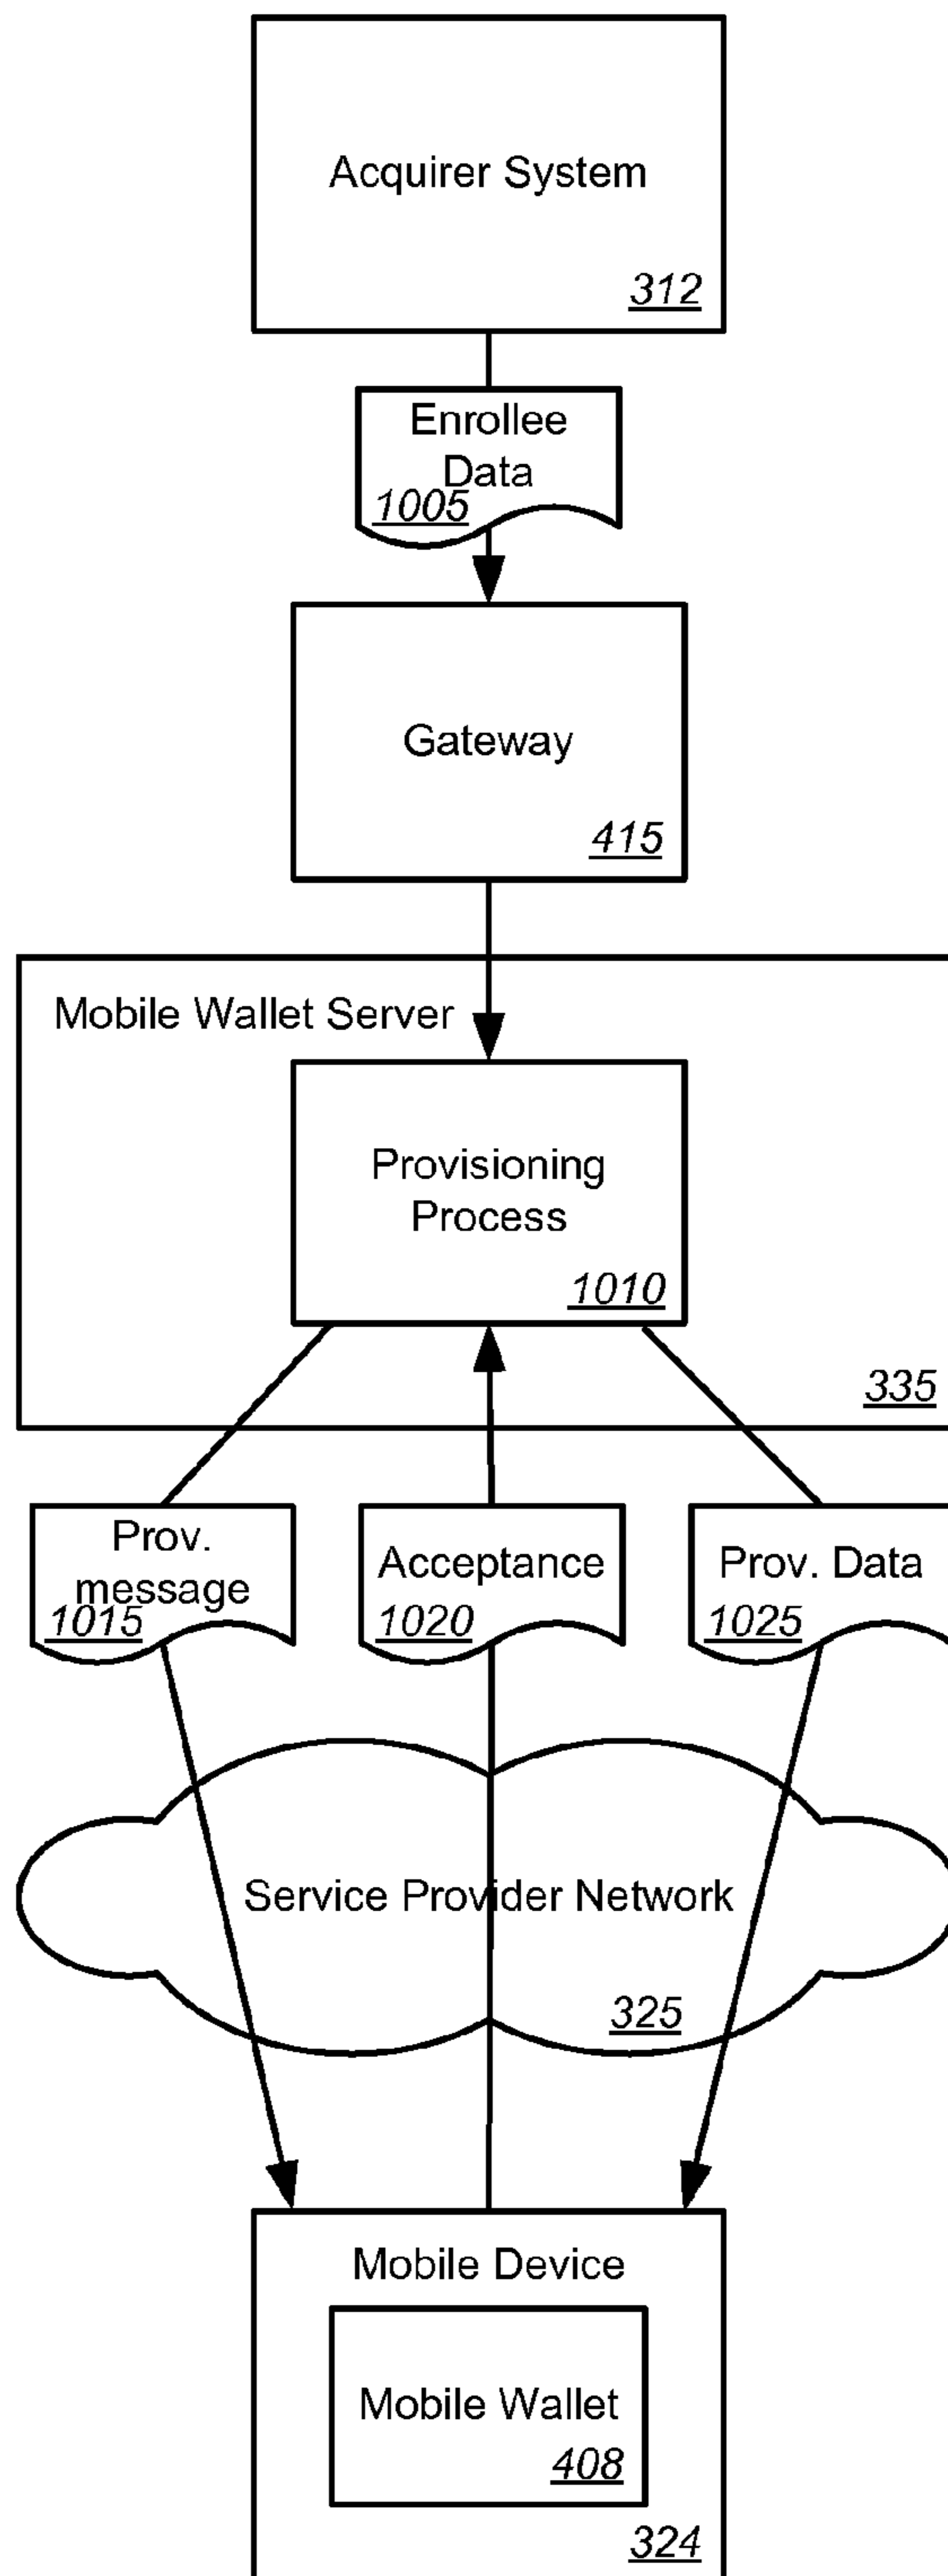 Acquirer System
312
Enrollee
Data
1005
Gateway
415
Mobile Wallet Server
Provisioning
Process
1010
335
Prov.
message
1015
Acceptance
1020
Prov. Data
1025
Service Provider Network
325
Mobile Device
Mobile Wallet
408
324